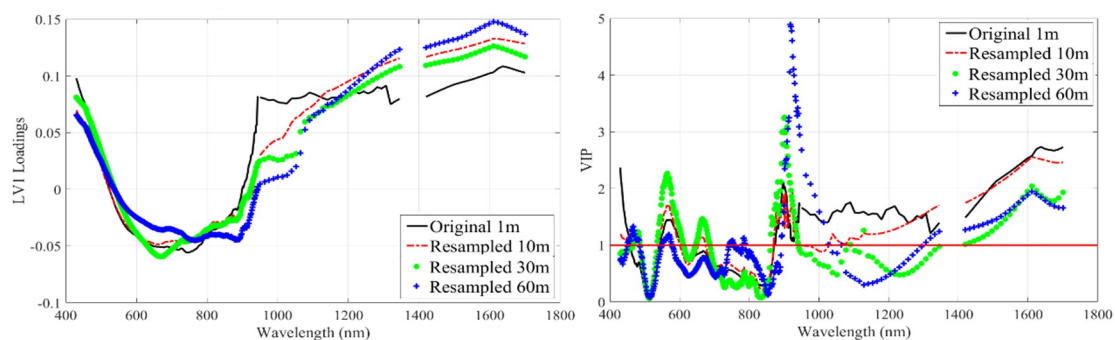 0.15
0.1
0.05
0
-0.05
-0.1
LV1 Loadings
400
600
800
1000
1200
1400
1600
1800
Wavelength (nm)
Original 1m
Resampled 10m
Resampled 30m
Resampled 60m
5
4
3
2
1
0
VIP
400
600
800
1000
1200
1400
1600
1800
Wavelength (nm)
Original 1m
Resampled 10m
Resampled 30m
Resampled 60m